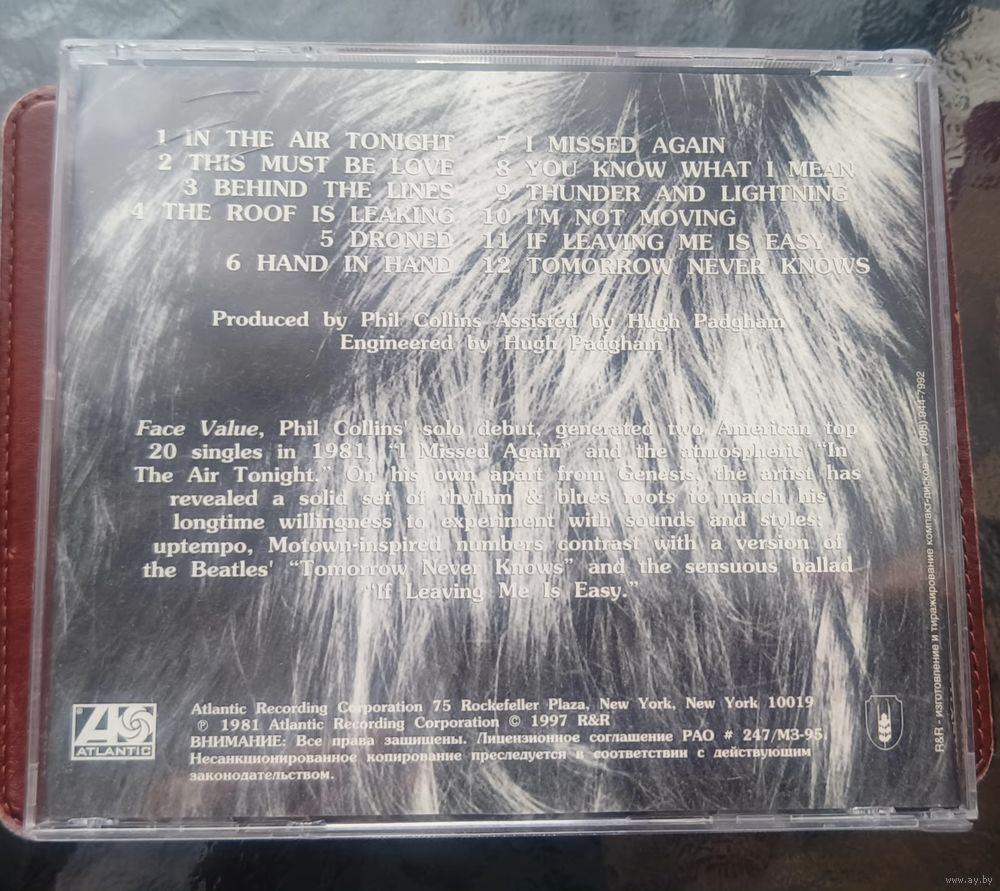 1 IN THE AIR TONIGHT
2 THIS MUST BE LOVE
3 BEHIND THE LINES
4 THE ROOF IS LEAKING
5 DRONED
6 HAND IN HAND
7 I MISSED AGAIN
8 YOU KNOW WHAT I MEAN
9 THUNDER AND LIGHTNING
10 I'M NOT MOVING
11 IF LEAVING ME IS EASY
12 TOMORROW NEVER KNOWS
Produced by Phil Collins Assisted by Hugh Padgham
Engineered by Hugh Padgham
Face Value, Phil Collins' solo debut, generated two American top
20 singles in 1981, "I Missed Again" and the atmospheric "In
The Air Tonight." On his own apart from Genesis, the artist has
revealed a solid set of rhythm & blues roots to match his
longtime willingness to experiment with sounds and styles;
uptempo, Motown-inspired numbers contrast with a version of
the Beatles' "Tomorrow Never Knows" and the sensuous ballad
"If Leaving Me Is Easy."
ATLANTIC
Atlantic Recording Corporation 75 Rockefeller Plaza, New York, New York 10019
℗ 1981 Atlantic Recording Corporation © 1997 R&R
ВНИМАНИЕ: Все права защищены. Лицензионное соглашение РАО # 247/МЗ-95.
Несанкционированное копирование преследуется в соответствии с действующим
законодательством.
R&R - изготовление и тиражирование компакт-дисков т. (095) 944-7992
www.ay.by